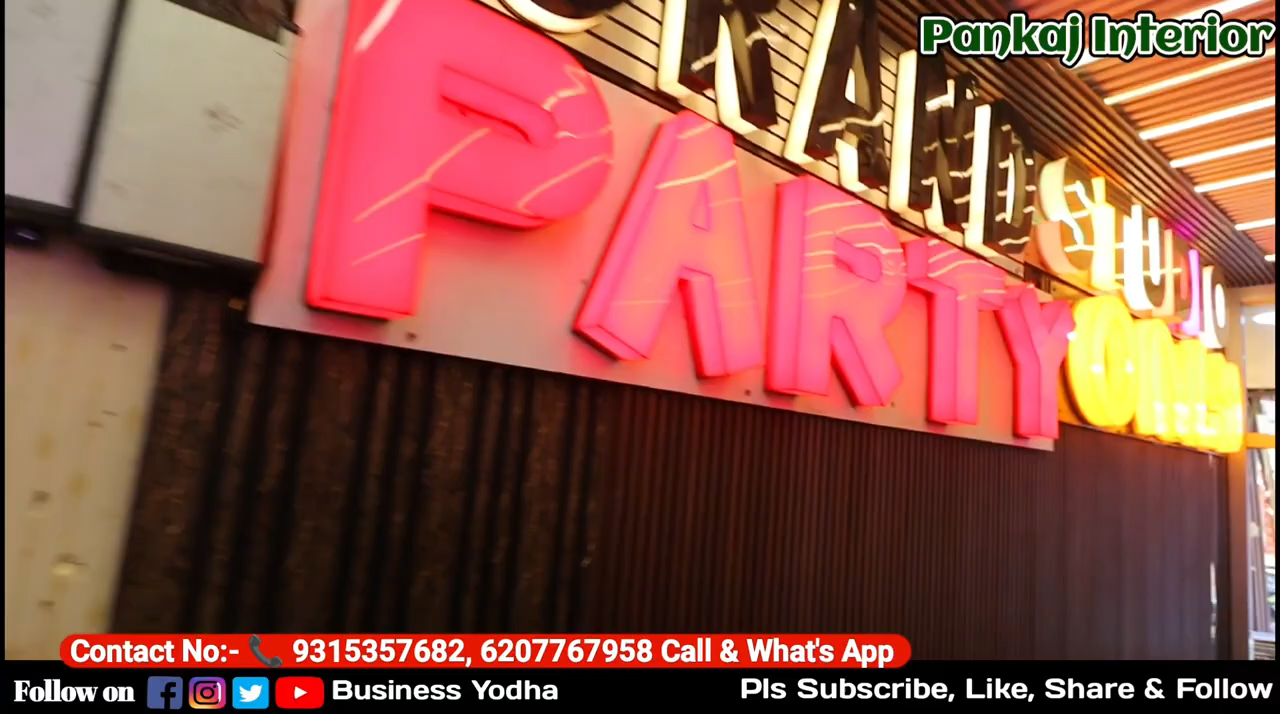 Pankaj Interior
STUDIO
PARTY
Contact No:- 📞 9315357682, 6207767958 Call & What's App
Follow on Business Yodha Pls Subscribe, Like, Share & Follow